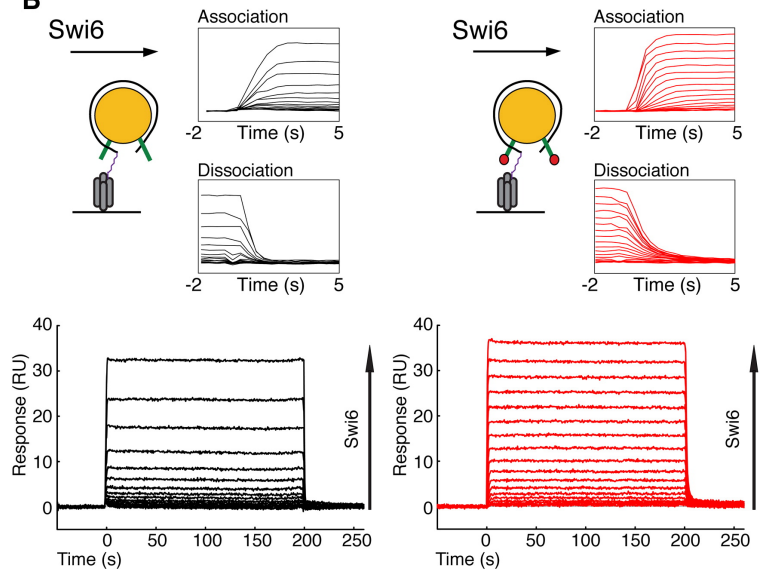 B
Swi6
Association
-2 Time (s) 5
Dissociation
-2 Time (s) 5
Swi6
Association
-2 Time (s) 5
Dissociation
-2 Time (s) 5
40
30
20
10
0
Response (RU)
0 50 100 150 200 250
Time (s)
Swi6
40
30
20
10
0
Response (RU)
0 50 100 150 200 250
Time (s)
Swi6